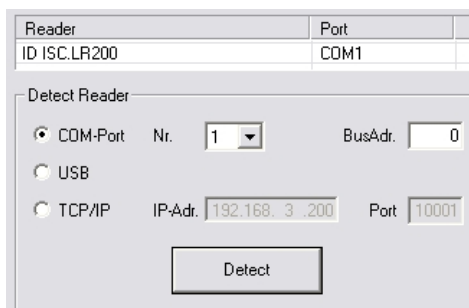 Reader Port
ID ISC.LR200 COM1
Detect Reader
COM-Port Nr. 1 BusAdr. 0
USB
TCP/IP IP-Adr. 192.168. 3 .200 Port 10001
Detect